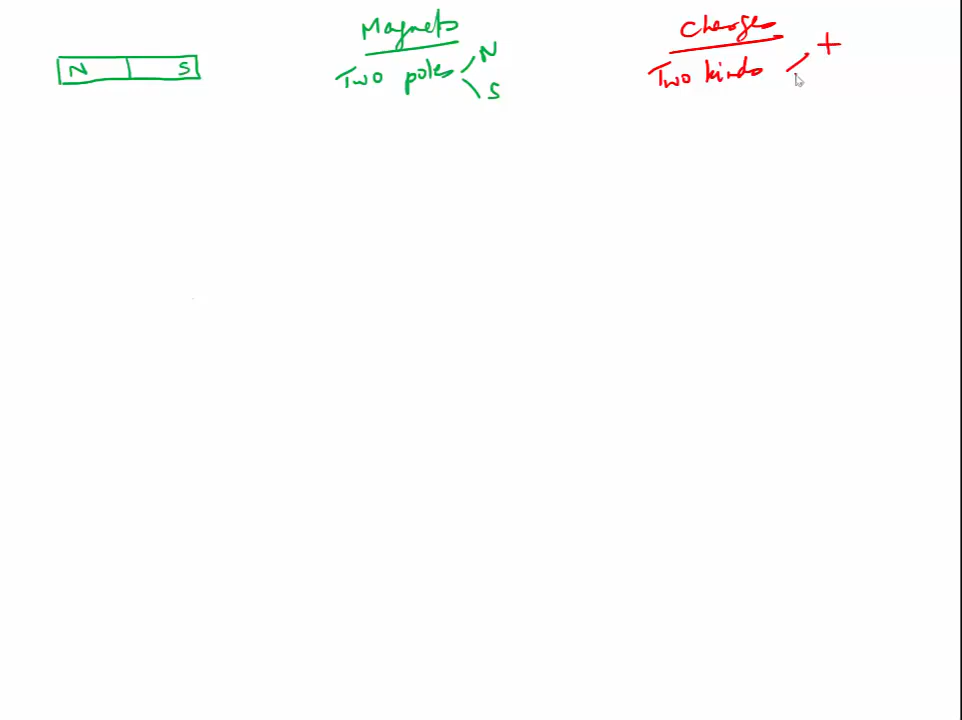 N S
Magnets
Two poles N
S
Charges
Two kinds +